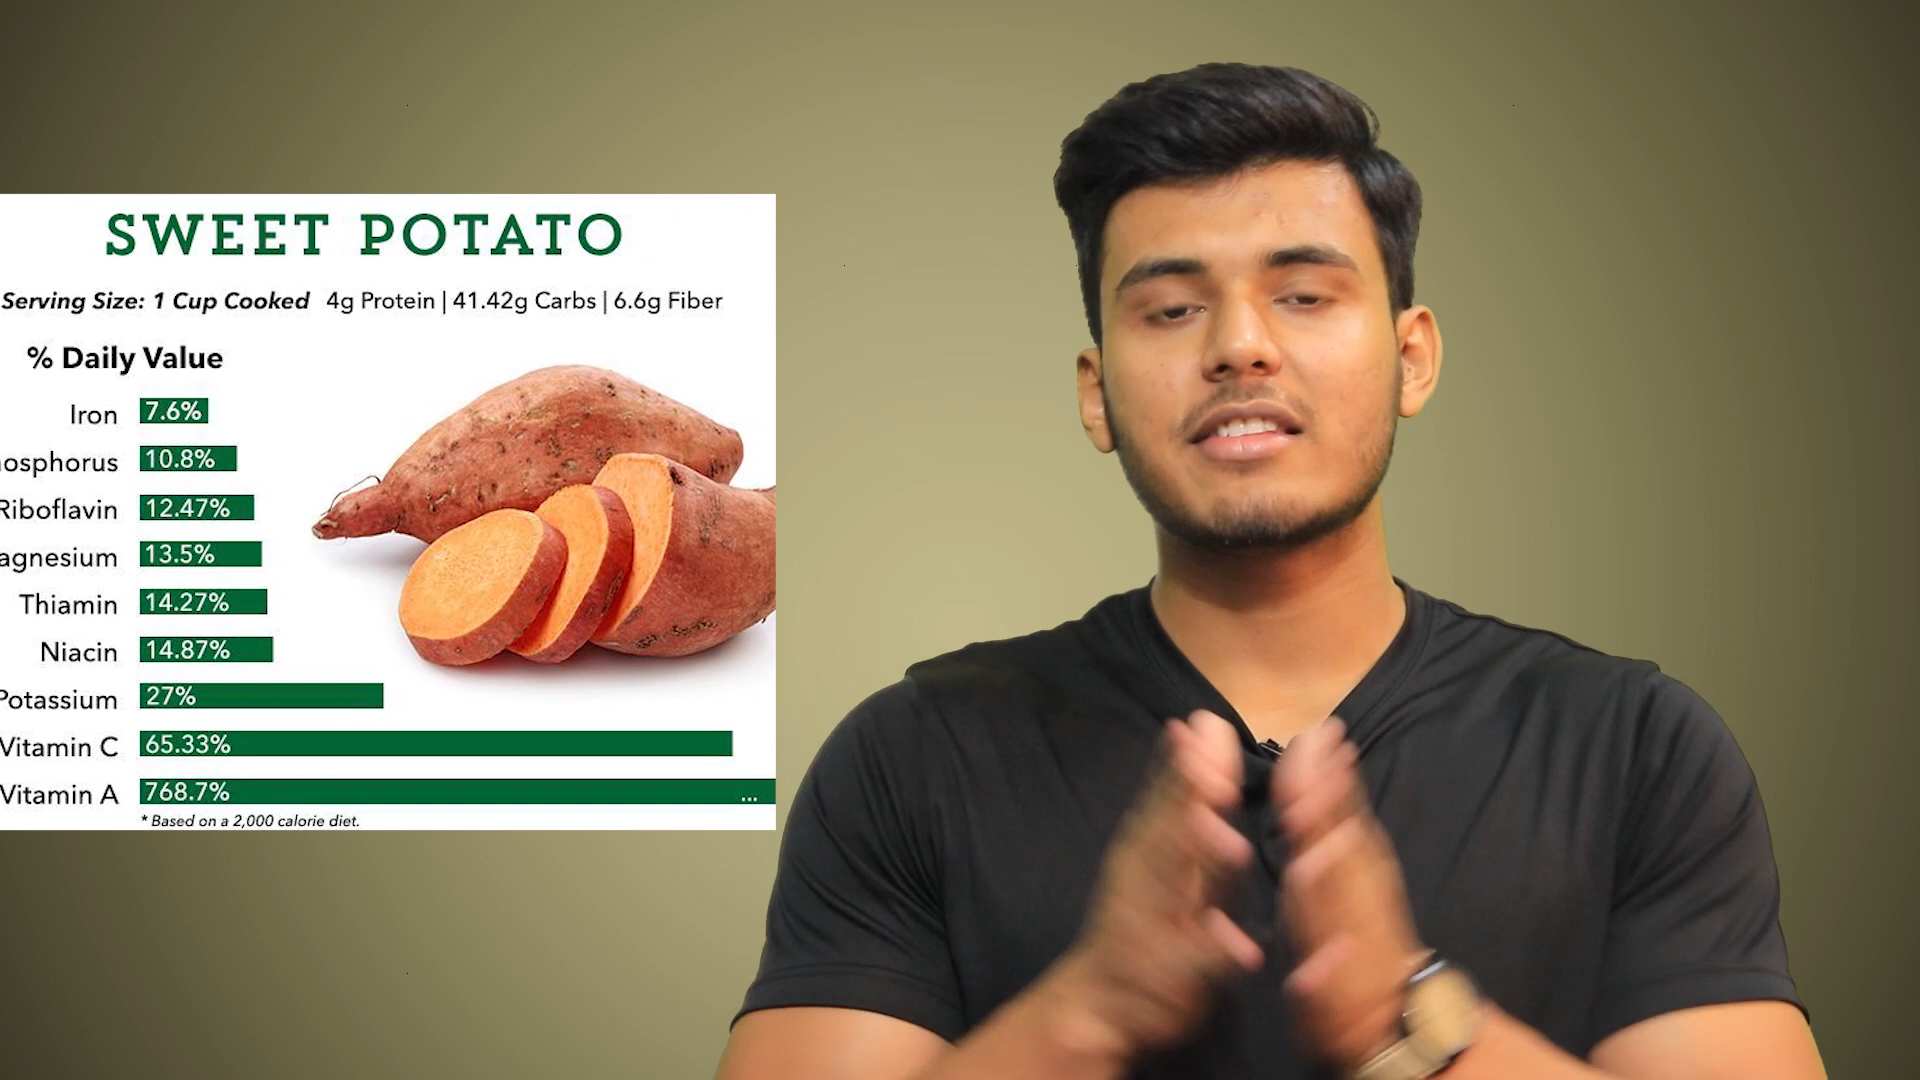 SWEET POTATO
Serving Size: 1 Cup Cooked 4g Protein | 41.42g Carbs | 6.6g Fiber
% Daily Value
Iron 7.6%
hosphorus 10.8%
Riboflavin 12.47%
agnesium 13.5%
Thiamin 14.27%
Niacin 14.87%
Potassium 27%
Vitamin C 65.33%
Vitamin A 768.7% ...
* Based on a 2,000 calorie diet.